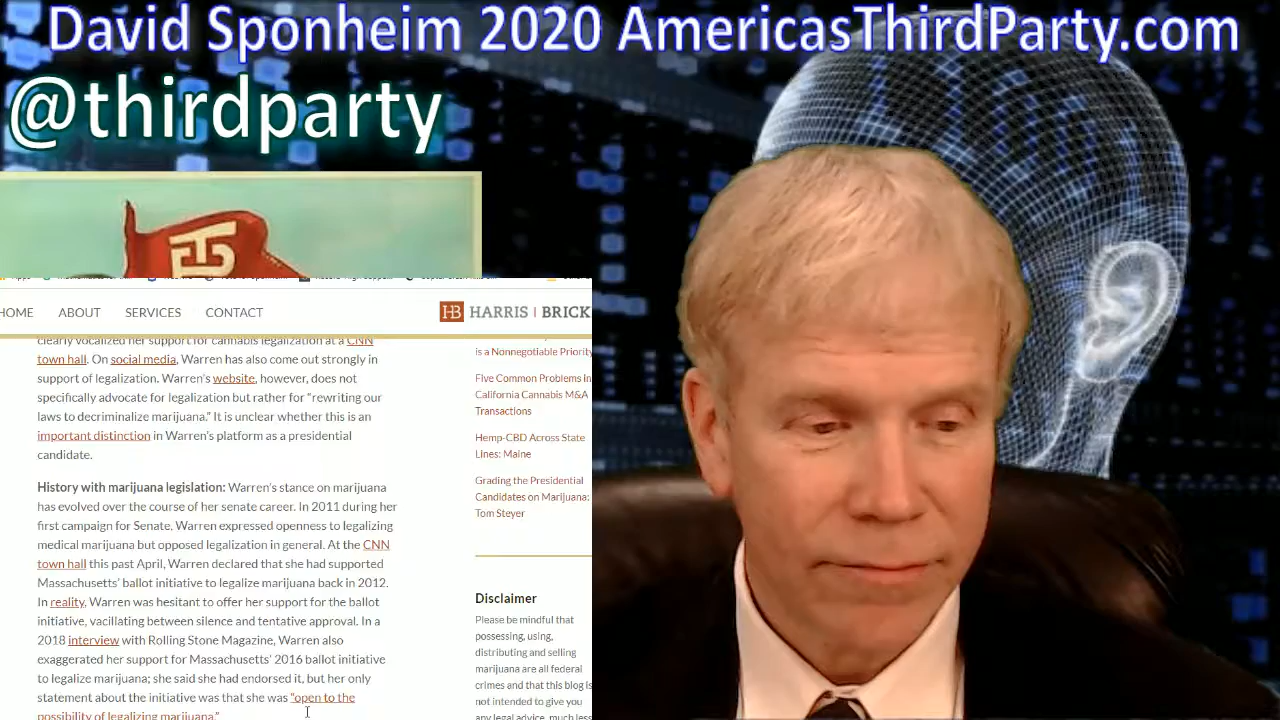 David Sponheim 2020 AmericasThirdParty.com
@thirdparty
HOME ABOUT SERVICES CONTACT
HB HARRIS | BRICK
clearly vocalized her support for cannabis legalization at a CNN
town hall. On social media, Warren has also come out strongly in
support of legalization. Warren's website, however, does not
specifically advocate for legalization but rather for "rewriting our
laws to decriminalize marijuana." It is unclear whether this is an
important distinction in Warren's platform as a presidential
candidate.
History with marijuana legislation: Warren's stance on marijuana
has evolved over the course of her senate career. In 2011 during her
first campaign for Senate, Warren expressed openness to legalizing
medical marijuana but opposed legalization in general. At the CNN
town hall this past April, Warren declared that she had supported
Massachusetts' ballot initiative to legalize marijuana back in 2012.
In reality, Warren was hesitant to offer her support for the ballot
initiative, vacillating between silence and tentative approval. In a
2018 interview with Rolling Stone Magazine, Warren also
exaggerated her support for Massachusetts' 2016 ballot initiative
to legalize marijuana; she said she had endorsed it, but her only
statement about the initiative was that she was "open to the
possibility of legalizing marijuana."
is a Nonnegotiable Priority
Five Common Problems in
California Cannabis M&A
Transactions
Hemp-CBD Across State
Lines: Maine
Grading the Presidential
Candidates on Marijuana:
Tom Steyer
Disclaimer
Please be mindful that
possessing, using,
distributing and selling
marijuana are all federal
crimes and that this blog is
not intended to give you
any legal advice, much less